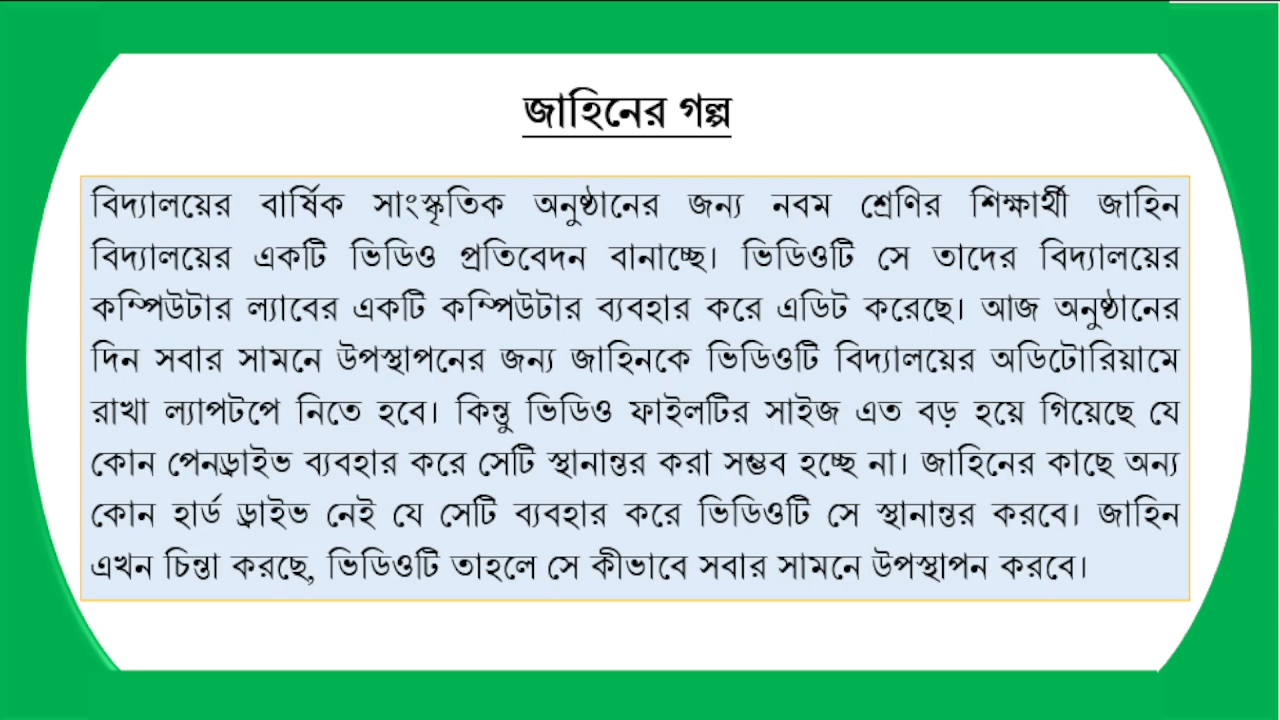 জাহিনের গল্প
বিদ্যালয়ের বার্ষিক সাংস্কৃতিক অনুষ্ঠানের জন্য নবম শ্রেণির শিক্ষার্থী জাহিন
বিদ্যালয়ের একটি ভিডিও প্রতিবেদন বানাচ্ছে। ভিডিওটি সে তাদের বিদ্যালয়ের
কম্পিউটার ল্যাবের একটি কম্পিউটার ব্যবহার করে এডিট করেছে। আজ অনুষ্ঠানের
দিন সবার সামনে উপস্থাপনের জন্য জাহিনকে ভিডিওটি বিদ্যালয়ের অডিটোরিয়ামে
রাখা ল্যাপটপে নিতে হবে। কিন্তু ভিডিও ফাইলটির সাইজ এত বড় হয়ে গিয়েছে যে
কোন পেনড্রাইভ ব্যবহার করে সেটি স্থানান্তর করা সম্ভব হচ্ছে না। জাহিনের কাছে অন্য
কোন হার্ড ড্রাইভ নেই যে সেটি ব্যবহার করে ভিডিওটি সে স্থানান্তর করবে। জাহিন
এখন চিন্তা করছে, ভিডিওটি তাহলে সে কীভাবে সবার সামনে উপস্থাপন করবে।